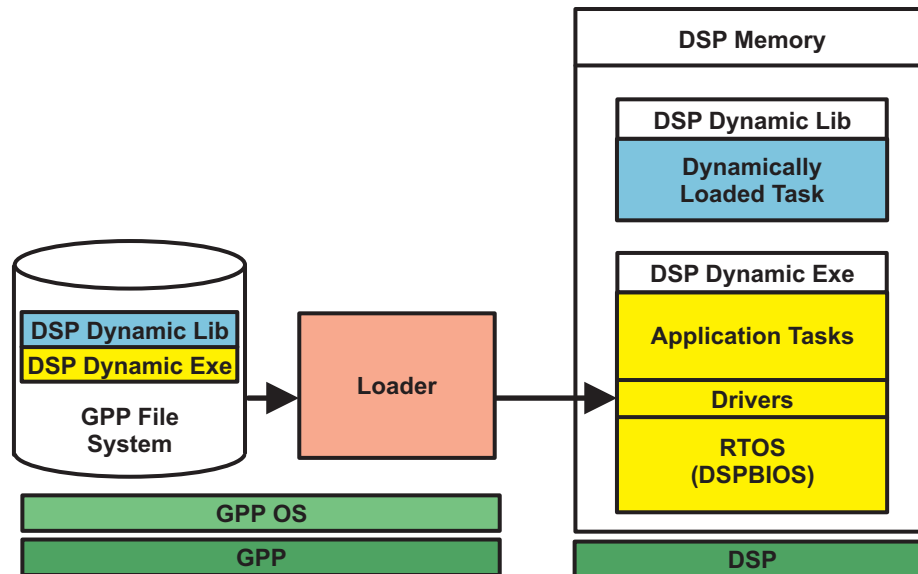 DSP Dynamic Lib
DSP Dynamic Exe
GPP File
System
Loader
GPP OS
GPP
DSP Memory
DSP Dynamic Lib
Dynamically
Loaded Task
DSP Dynamic Exe
Application Tasks
Drivers
RTOS
(DSPBIOS)
DSP